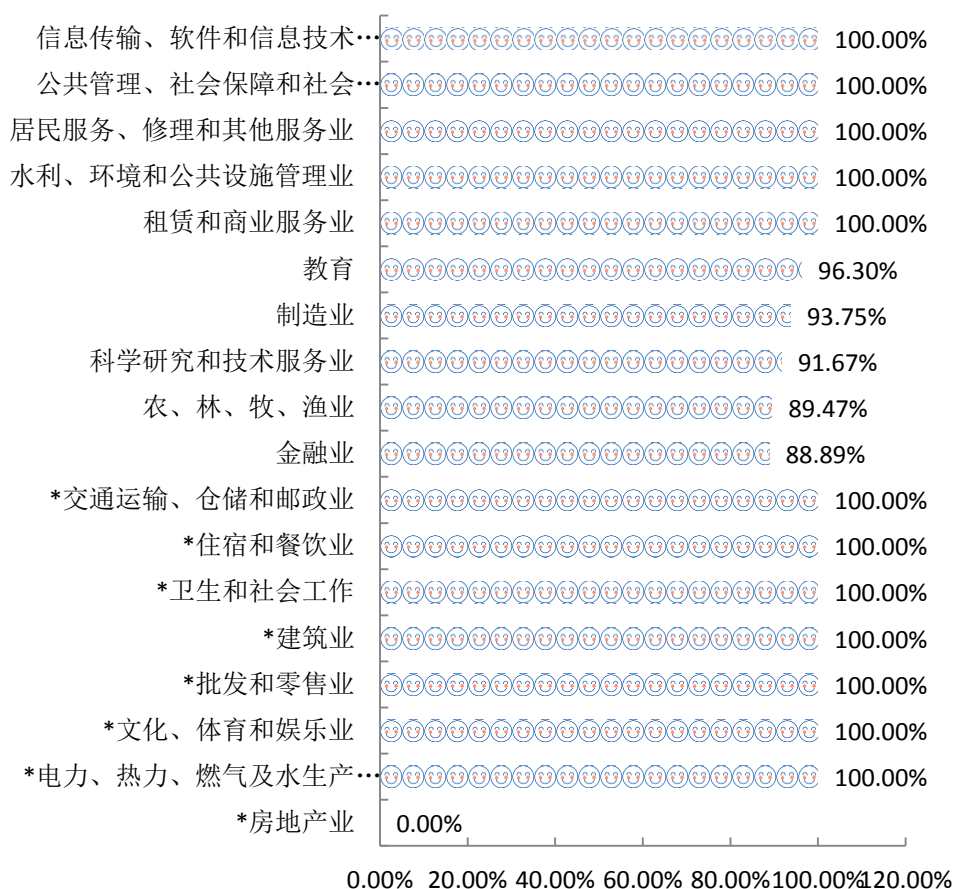 信息传输、软件和信息技术… 100.00%
公共管理、社会保障和社会… 100.00%
居民服务、修理和其他服务业 100.00%
水利、环境和公共设施管理业 100.00%
租赁和商业服务业 100.00%
教育 96.30%
制造业 93.75%
科学研究和技术服务业 91.67%
农、林、牧、渔业 89.47%
金融业 88.89%
*交通运输、仓储和邮政业 100.00%
*住宿和餐饮业 100.00%
*卫生和社会工作 100.00%
*建筑业 100.00%
*批发和零售业 100.00%
*文化、体育和娱乐业 100.00%
*电力、热力、燃气及水生产… 100.00%
*房地产业 0.00%
0.00% 20.00% 40.00% 60.00% 80.00% 100.00% 120.00%